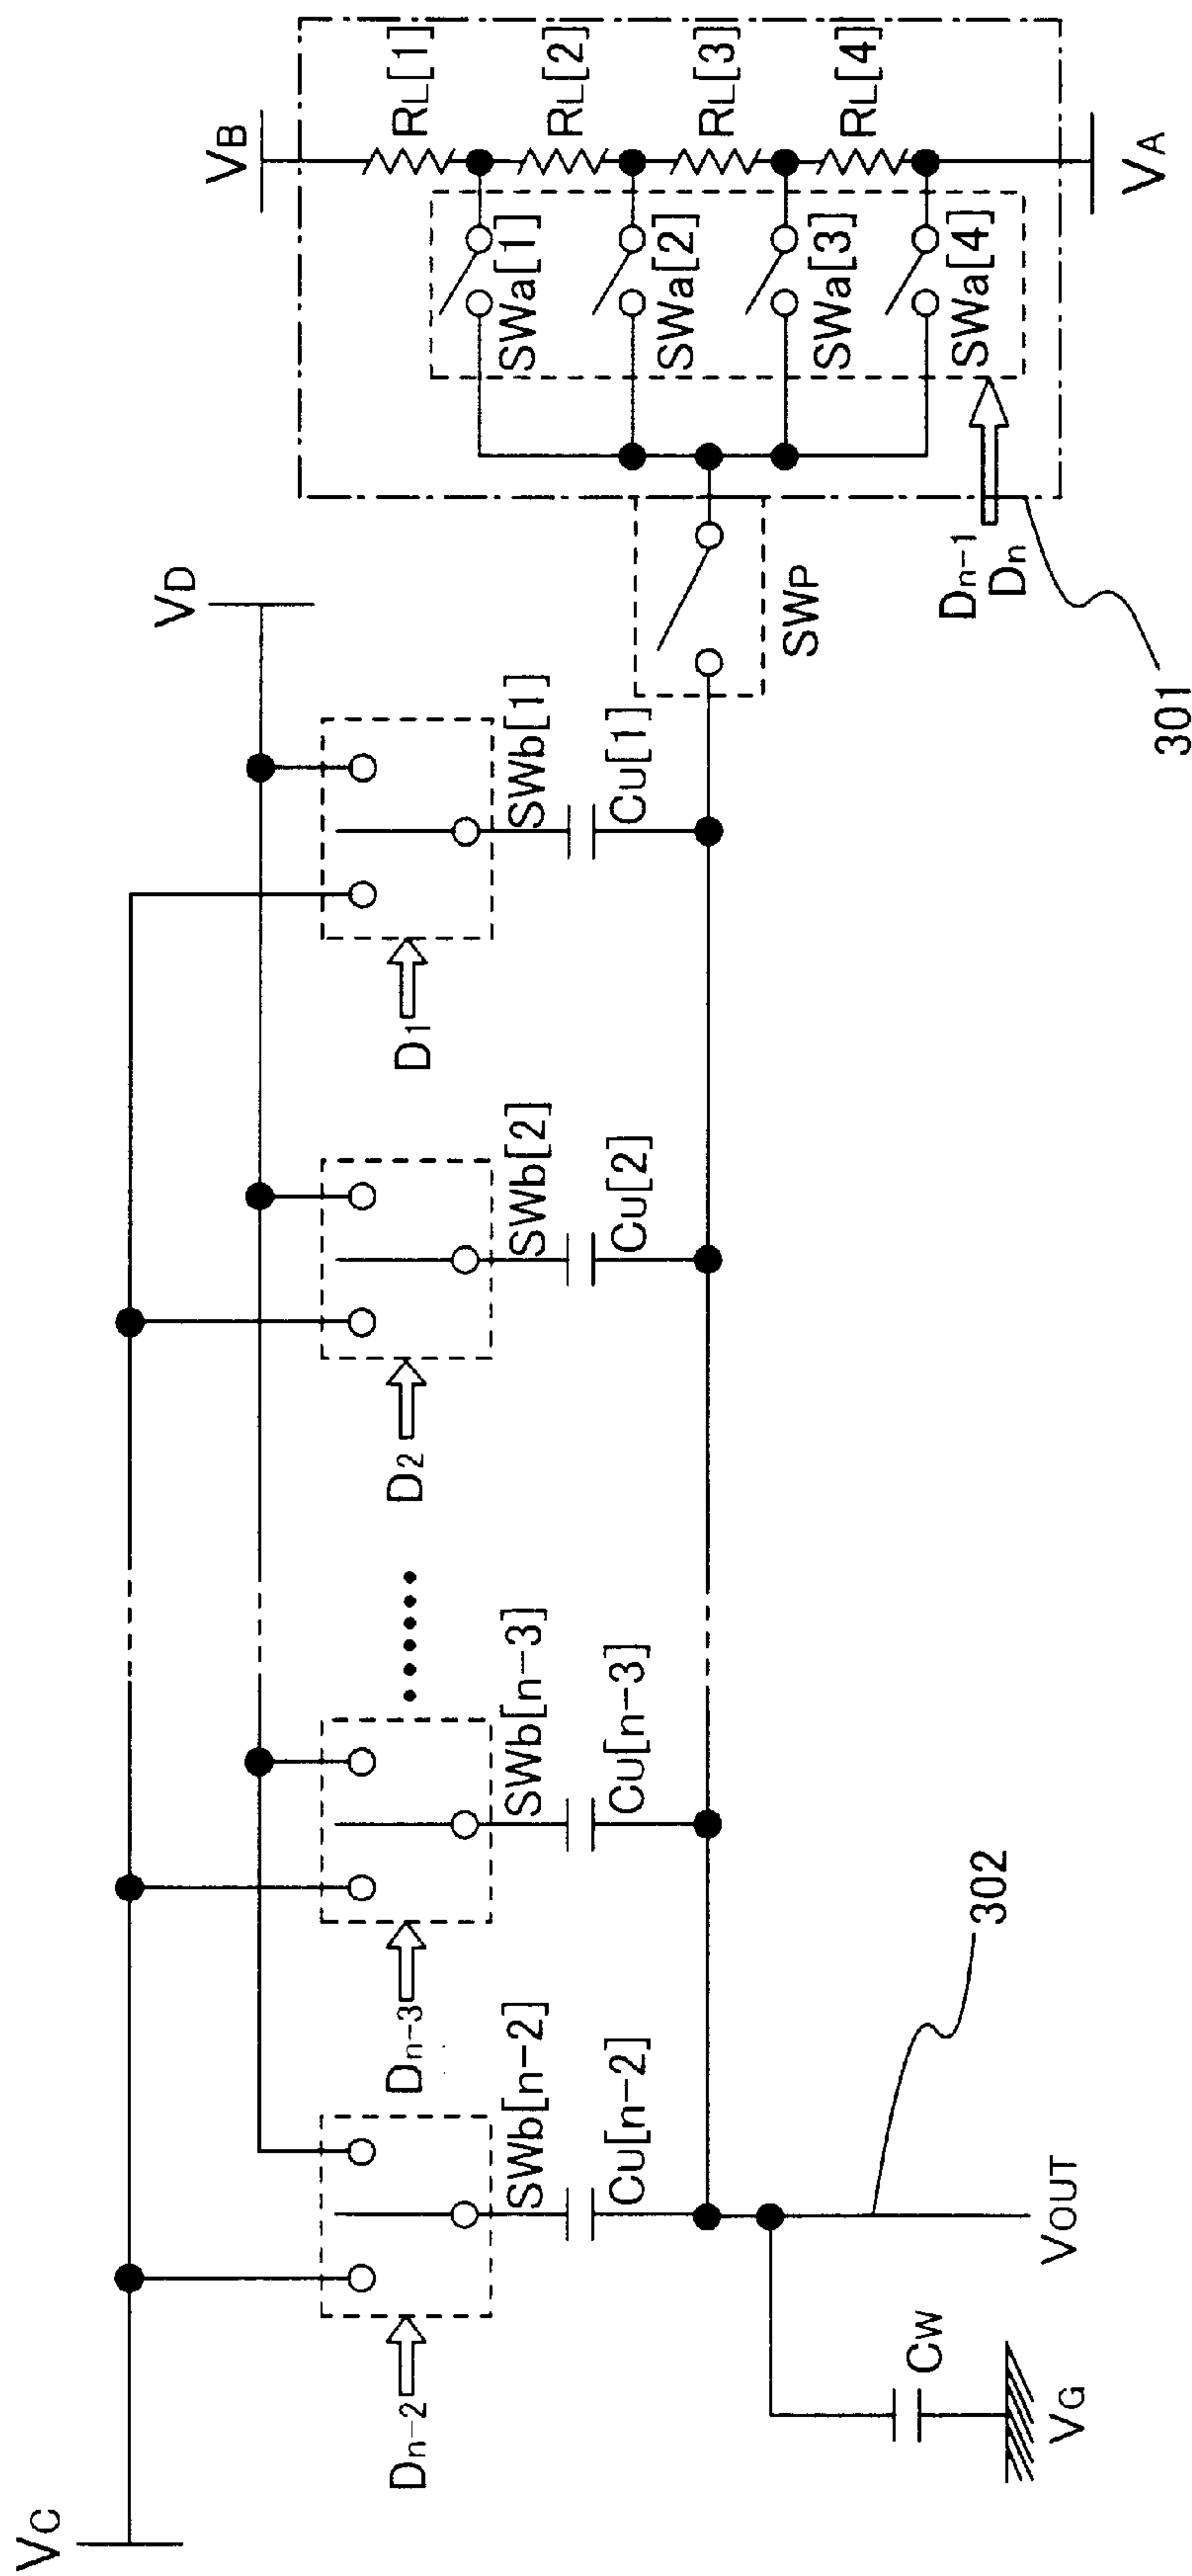 VC
VD
VB
RL[1]
RL[2]
RL[3]
RL[4]
VA
SWa[1]
SWa[2]
SWa[3]
SWa[4]
Dn-1
Dn
301
SWP
D1
SWb[1]
CU[1]
D2
SWb[2]
CU[2]
Dn-3
SWb[n-3]
CU[n-3]
Dn-2
SWb[n-2]
CU[n-2]
302
VOUT
CW
VG